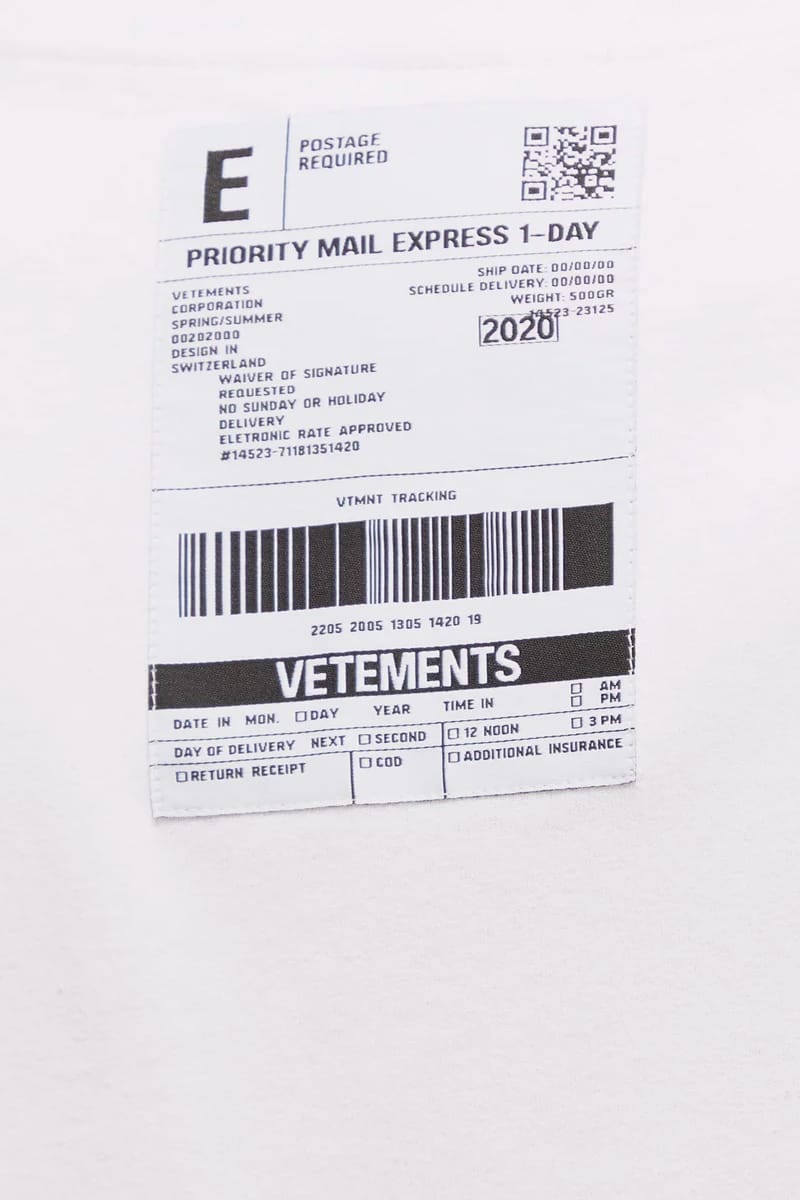 E
POSTAGE
REQUIRED
PRIORITY MAIL EXPRESS 1-DAY
SHIP DATE: 00/00/00
SCHEDULE DELIVERY: 00/00/00
WEIGHT: 500GR
14523-23125
2020
VETEMENTS
CORPORATION
SPRING/SUMMER
00202000
DESIGN IN
SWITZERLAND
WAIVER OF SIGNATURE
REQUESTED
NO SUNDAY OR HOLIDAY
DELIVERY
ELETRONIC RATE APPROVED
#14523-71181351420
VTMNT TRACKING
2205 2005 1305 1420 19
VETEMENTS
DATE IN MON. DAY YEAR TIME IN AM
PM
DAY OF DELIVERY NEXT SECOND 12 NOON 3 PM
RETURN RECEIPT COD ADDITIONAL INSURANCE